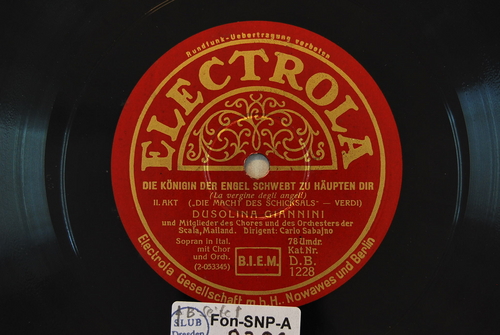 Rundfunk-Uebertragung verboten
ELECTROLA
DIE KÖNIGIN DER ENGEL SCHWEBT ZU HÄUPTEN DIR
(La vergine degli angeli)
II. AKT („DIE MACHT DES SCHICKSALS" — VERDI)
DUSOLINA GIANNINI
und Mitglieder des Chores und des Orchesters der
Scala, Mailand. Dirigent: Carlo Sabajno
Sopran in Ital.
mit Chor
und Orch.
(2-053345)
B.I.E.M.
78 Umdr.
Kat Nr.
D.B.
1228
Electrola Gesellschaft m.b.H. Nowawes und Berlin
SLUB
Dresden
Fon-SNP-A